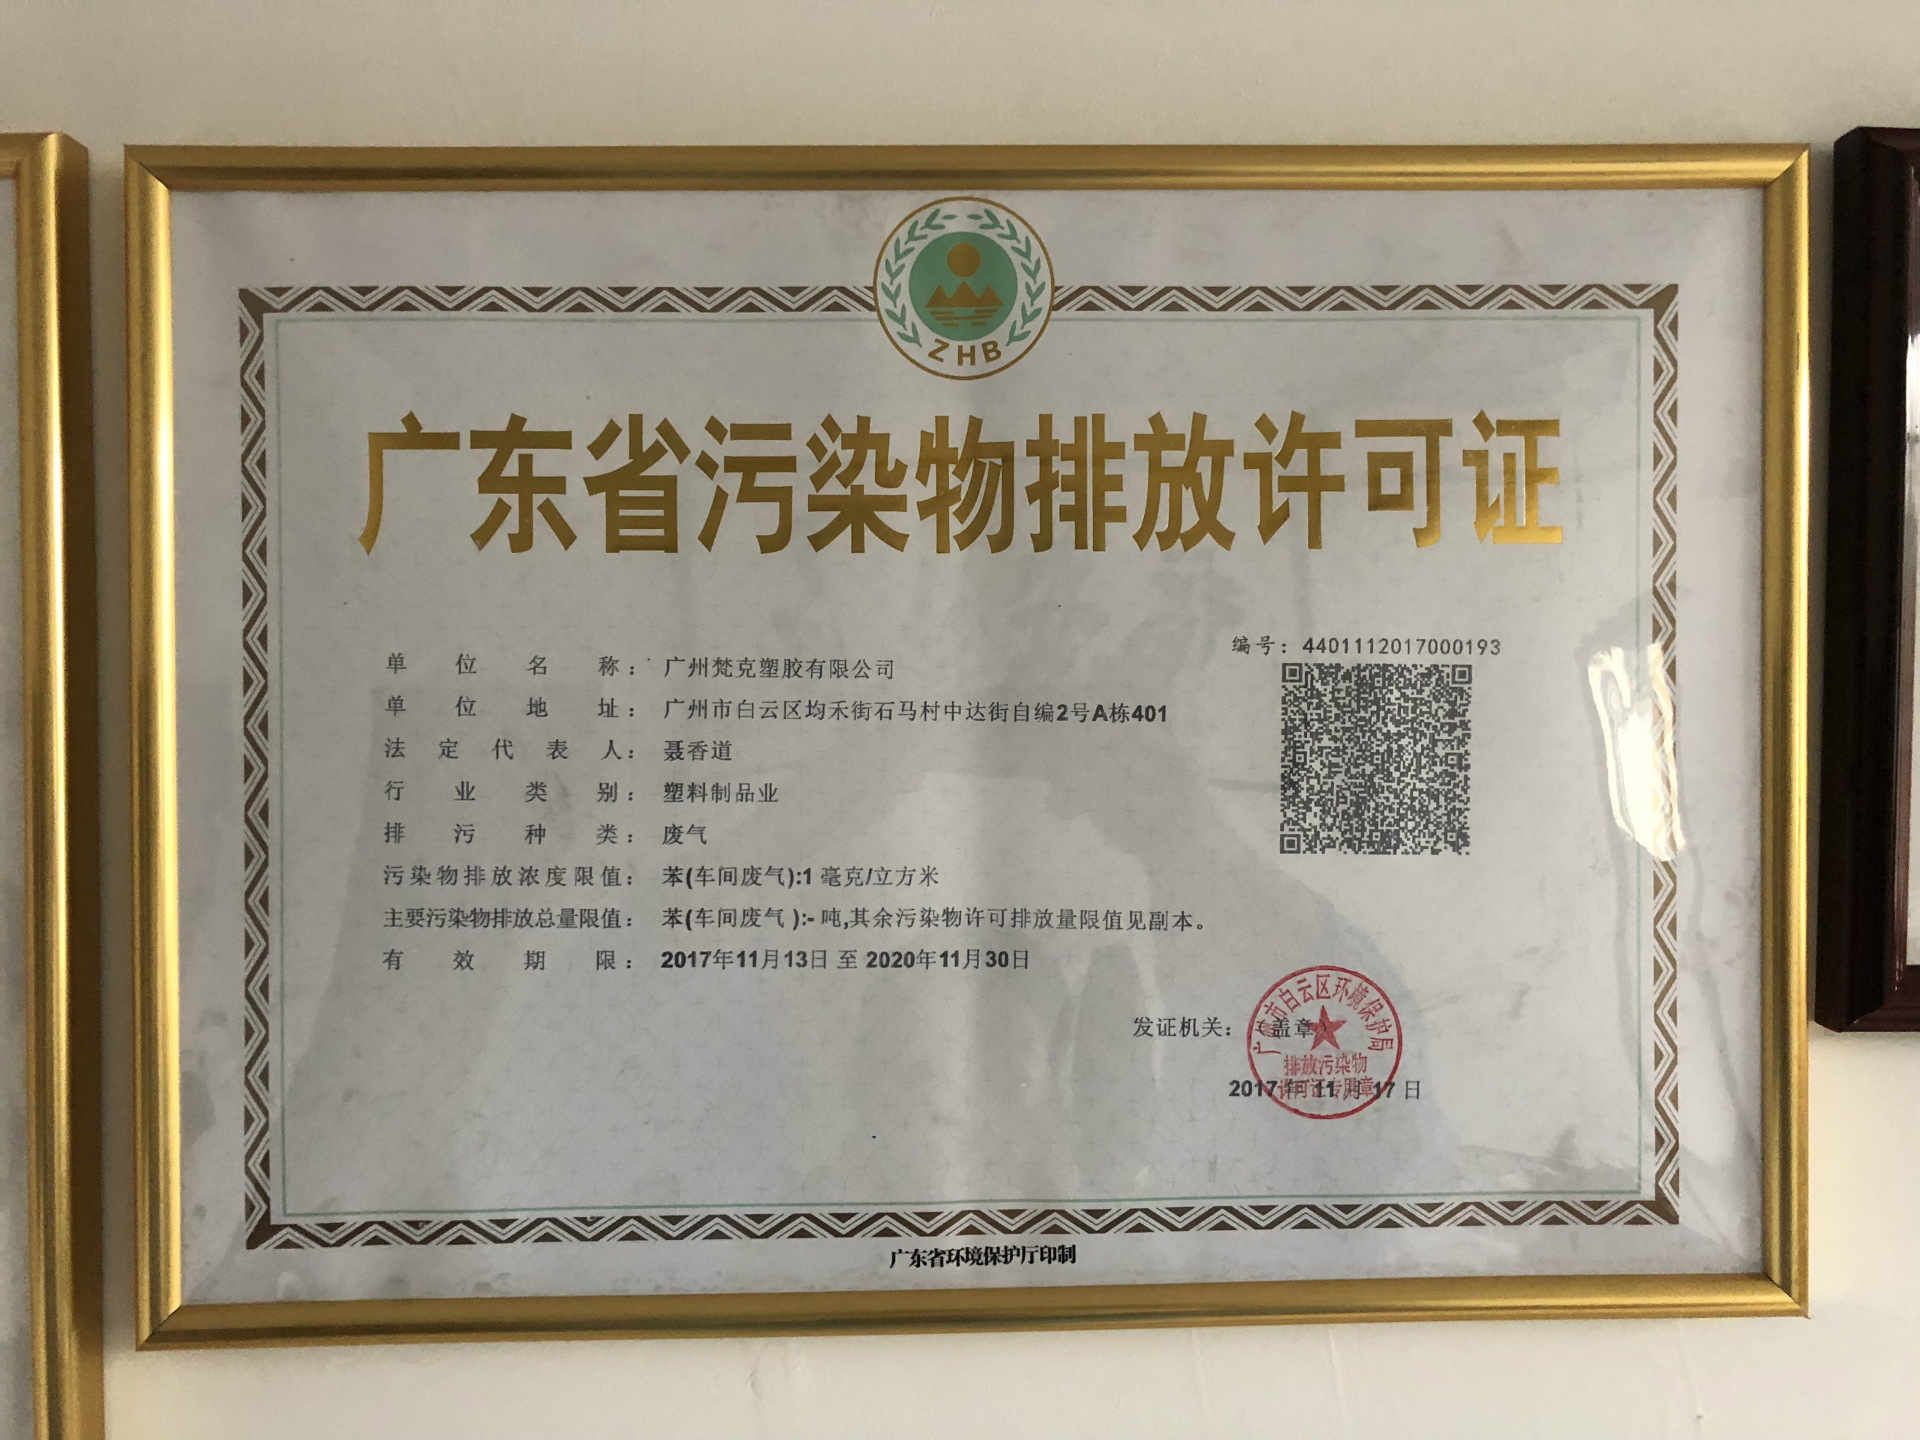 ZHB
广东省污染物排放许可证
编号：4401112017000193
单位名称：广州梵克塑胶有限公司
单位地址：广州市白云区均禾街石马村中达街自编2号A栋401
法定代表人：聂香道
行业类别：塑料制品业
排污种类：废气
污染物排放浓度限值：苯(车间废气):1 毫克/立方米
主要污染物排放总量限值：苯(车间废气 ):- 吨,其余污染物许可排放量限值见副本。
有效期限：2017年11月13日 至 2020年11月30日
发证机关：（盖章）
广州市白云区环境保护局
排放污染物
许可证专用章
2017 年 11 月 17 日
广东省环境保护厅印制